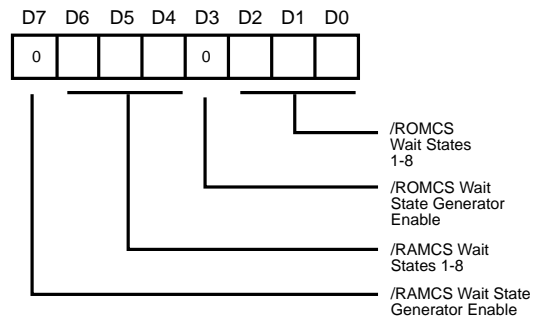 D7 D6 D5 D4 D3 D2 D1 D0
0 0
/ROMCS
Wait States
1-8
/ROMCS Wait
State Generator
Enable
/RAMCS Wait
States 1-8
/RAMCS Wait State
Generator Enable